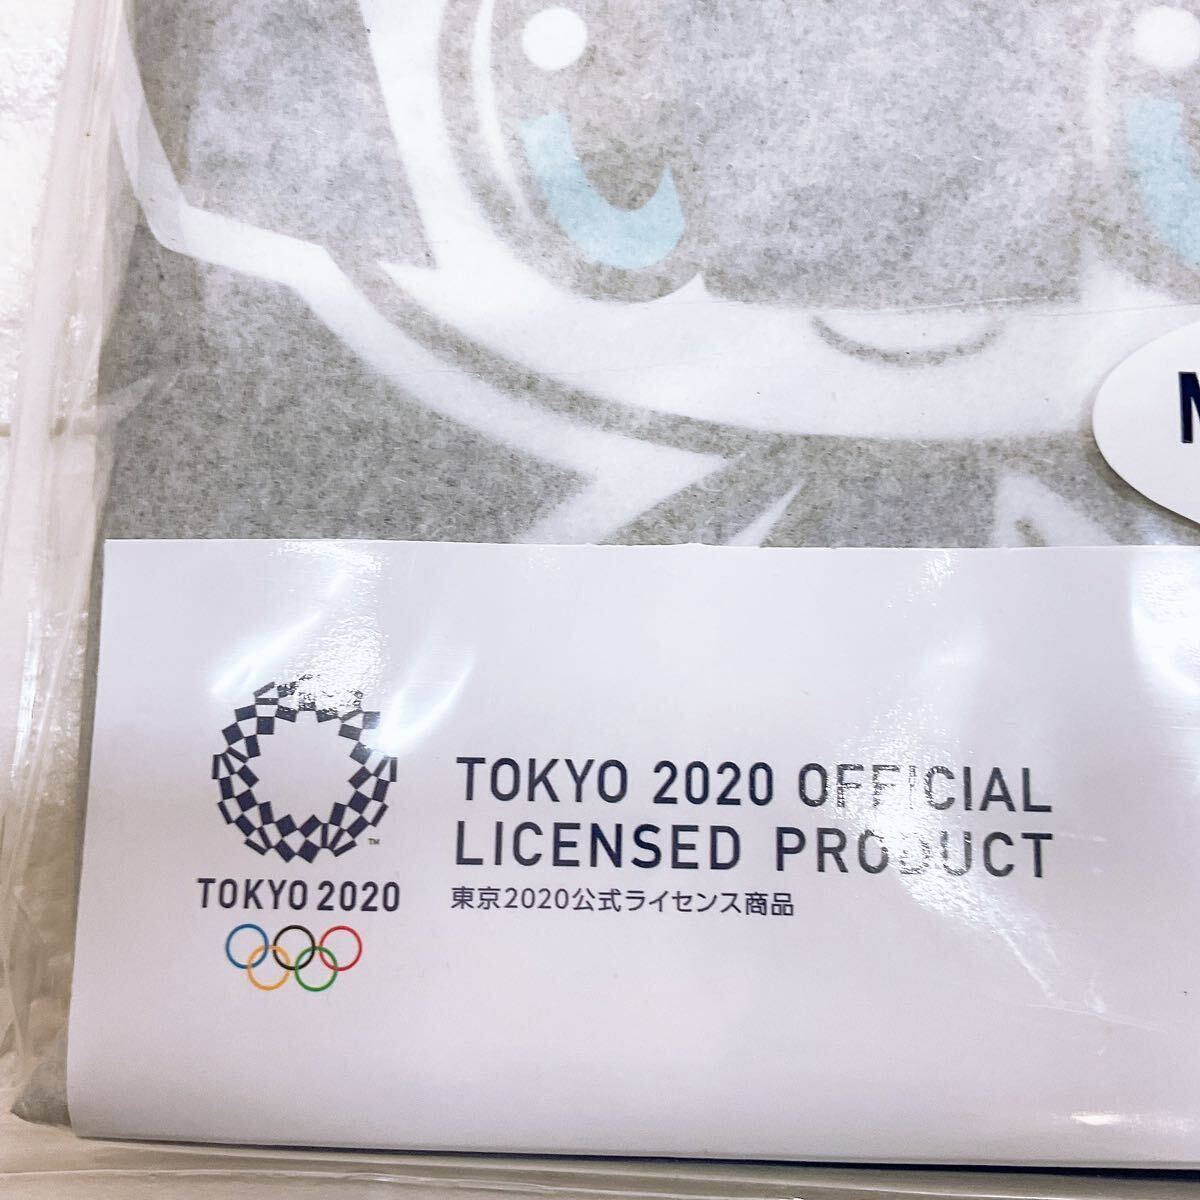 M
TOKYO 2020 OFFICIAL
LICENSED PRODUCT
東京2020公式ライセンス商品
TM
TOKYO 2020